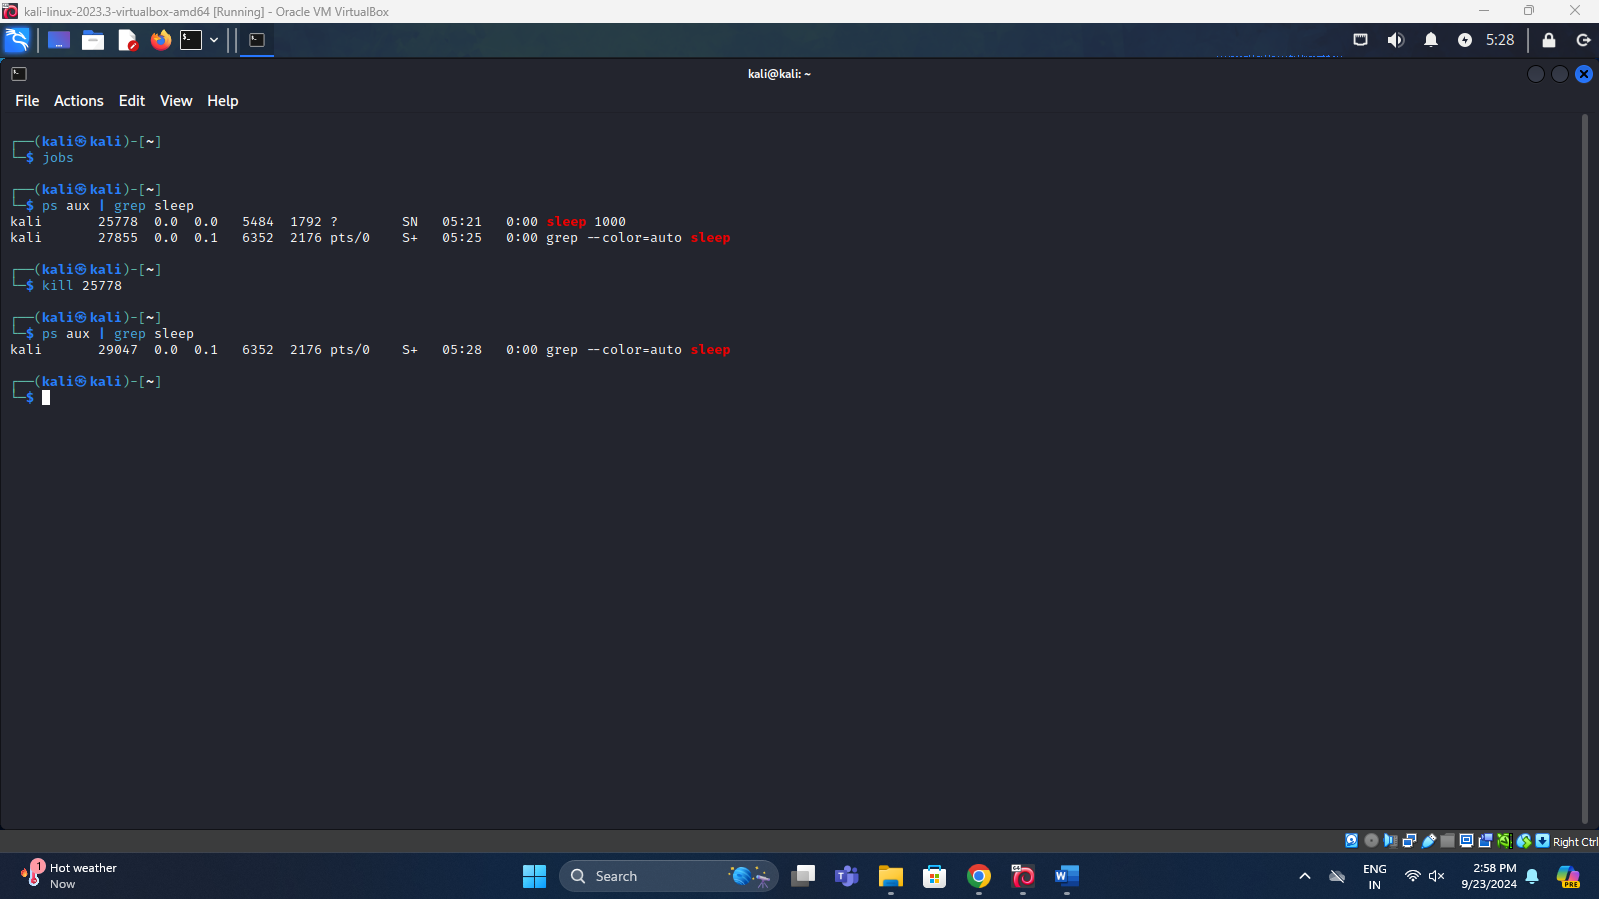 kali-linux-2023.3-virtualbox-amd64 [Running] - Oracle VM VirtualBox
5:28
kali@kali: ~
File Actions Edit View Help
┌──(kali㉿kali)-[~]
└─$ jobs
┌──(kali㉿kali)-[~]
└─$ ps aux | grep sleep
kali       25778  0.0  0.0   5484  1792 ?        SN   05:21   0:00 sleep 1000
kali       27855  0.0  0.1   6352  2176 pts/0    S+   05:25   0:00 grep --color=auto sleep
┌──(kali㉿kali)-[~]
└─$ kill 25778
┌──(kali㉿kali)-[~]
└─$ ps aux | grep sleep
kali       29047  0.0  0.1   6352  2176 pts/0    S+   05:28   0:00 grep --color=auto sleep
┌──(kali㉿kali)-[~]
└─$
Right Ctrl
1
Hot weather
Now
Search
ENG
IN
2:58 PM
9/23/2024
PRE